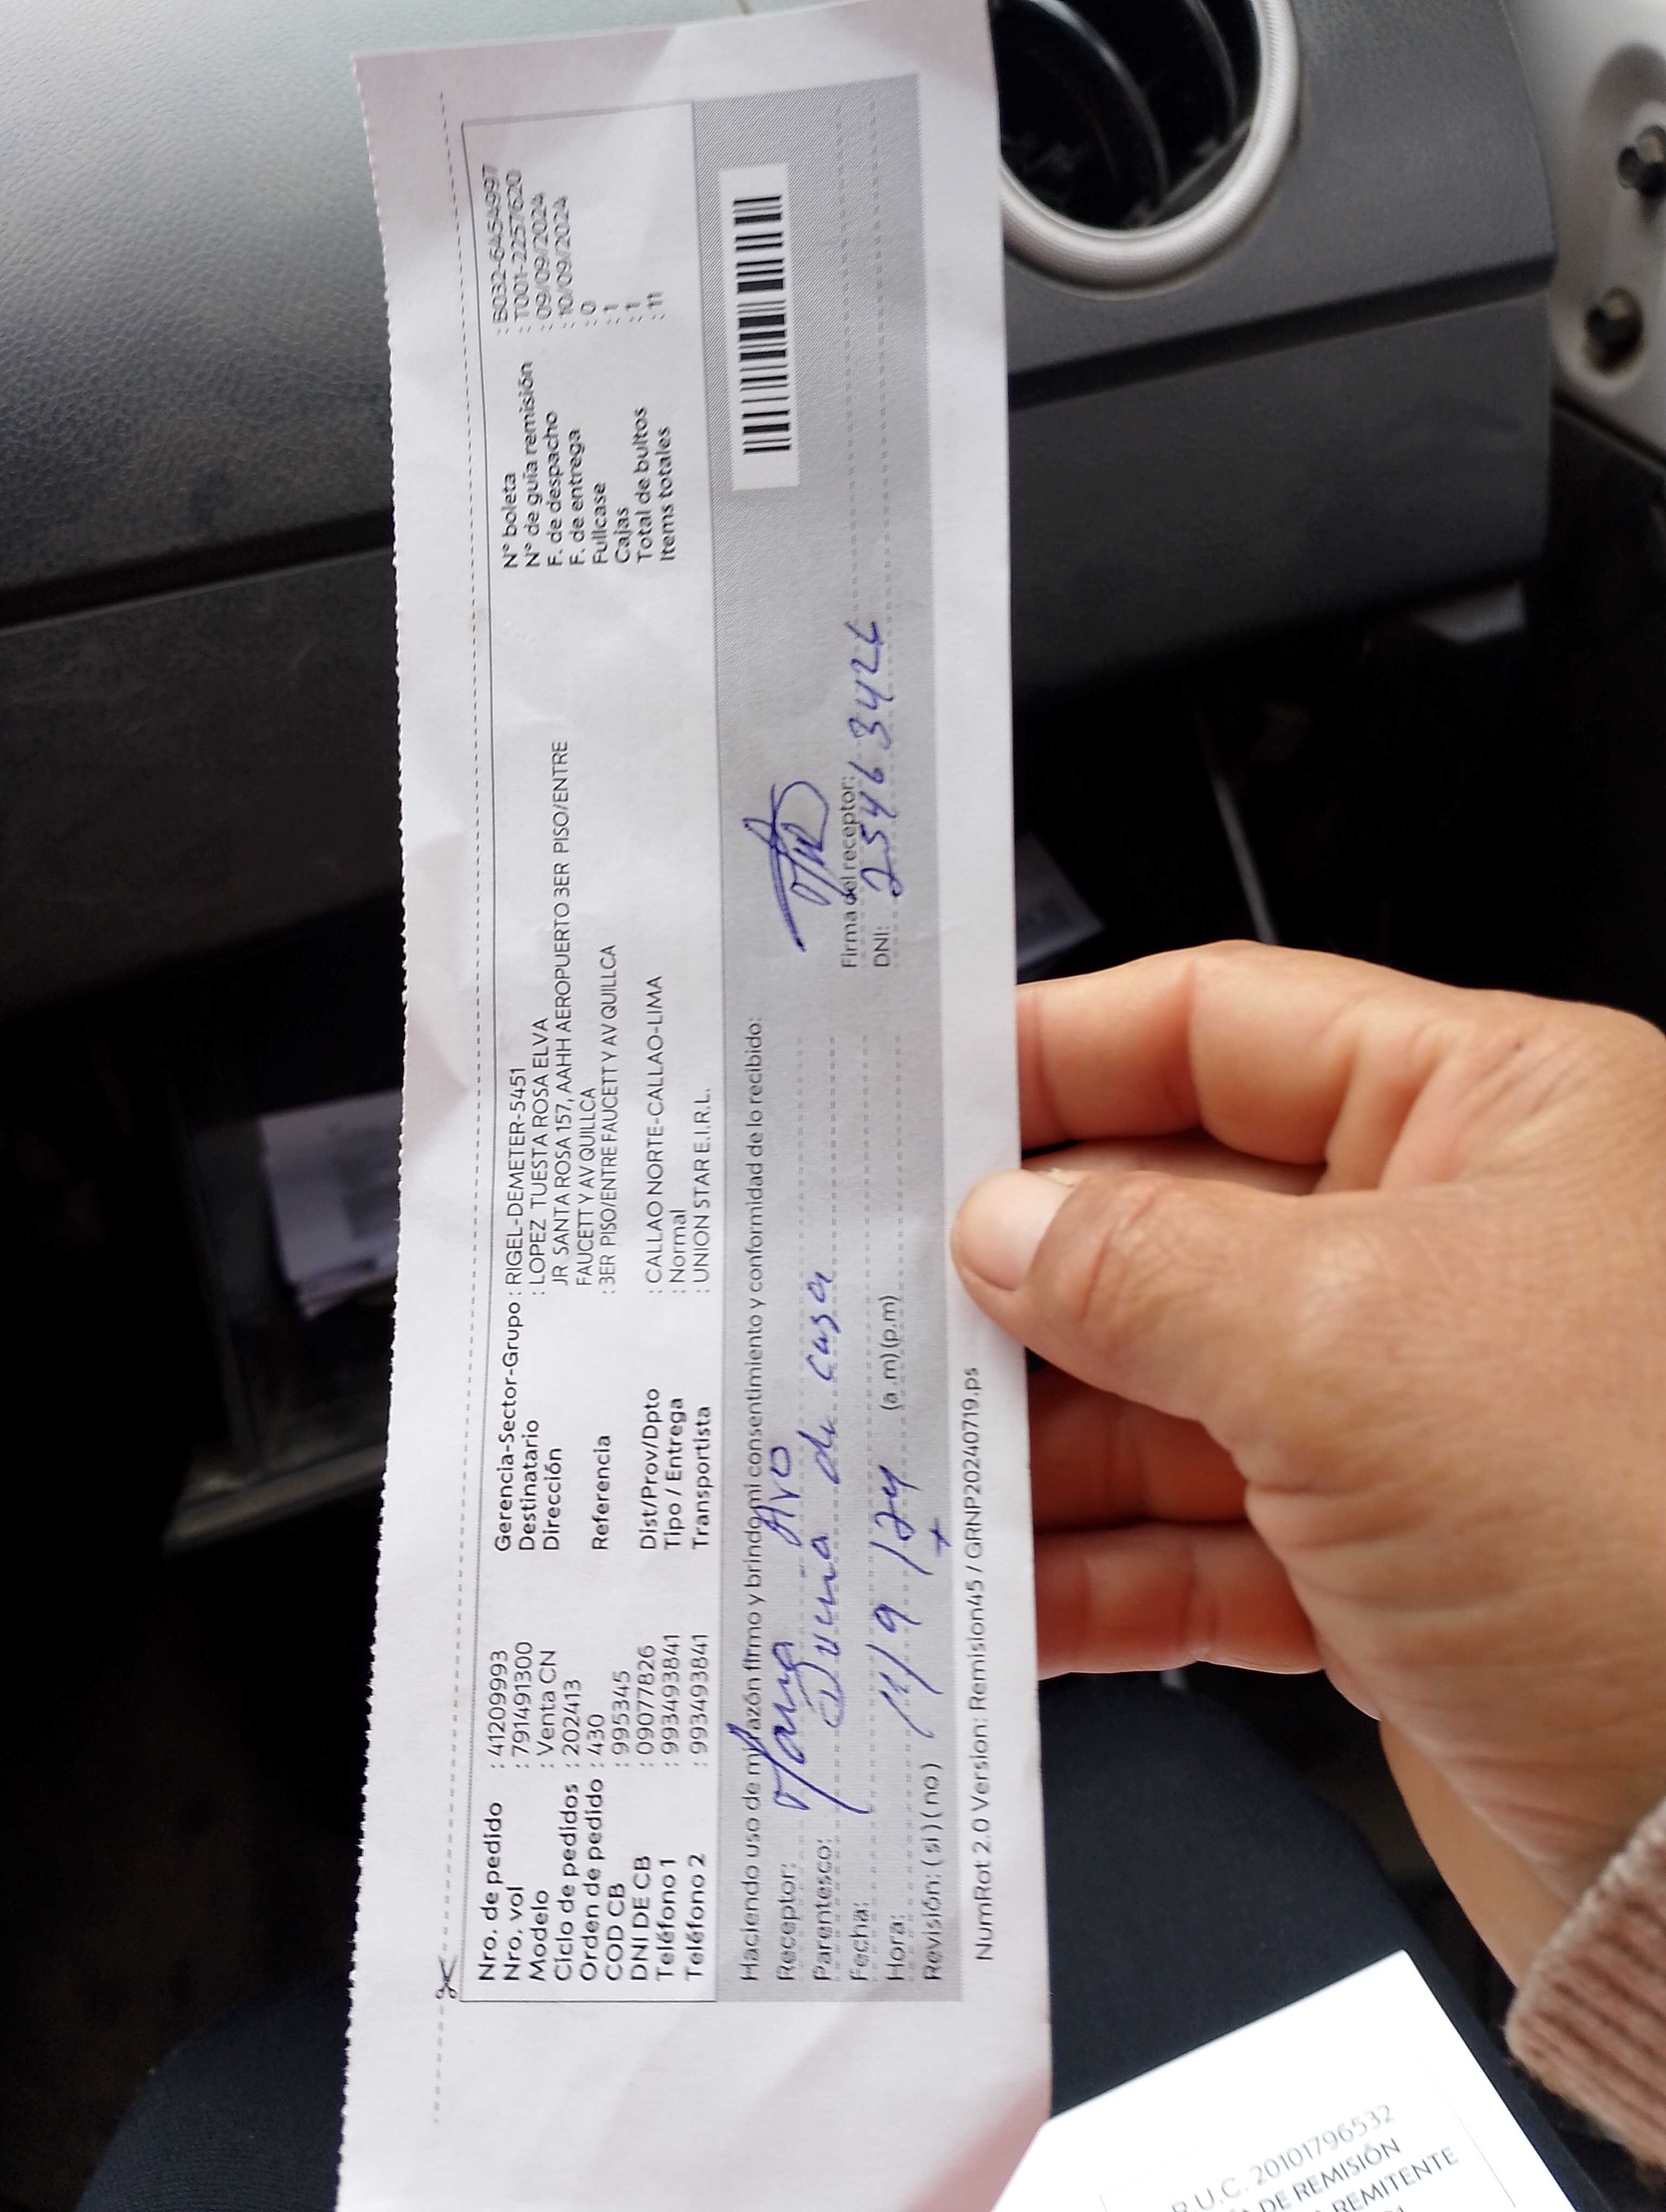 Nro. de pedido : 41209993
Nro. vol : 791491300
Modelo : Venta CN
Ciclo de pedidos : 202413
Orden de pedido : 430
COD CB : 995345
DNI DE CB : 09077826
Teléfono 1 : 993493841
Teléfono 2 : 993493841
Gerencia-Sector-Grupo : RIGEL-DEMETER-5451
Destinatario : LOPEZ TUESTA ROSA ELVA
Dirección JR SANTA ROSA 157, AAHH AEROPUERTO 3ER PISO/ENTRE
FAUCETT Y AV QUILLCA
Referencia : 3ER PISO/ENTRE FAUCETT Y AV QUILLCA
Dist/Prov/Dpto : CALLAO NORTE-CALLAO-LIMA
Tipo / Entrega : Normal
Transportista : UNION STAR E.I.R.L.
N° boleta : B032-6454997
N° de guía remisión : T001-2257620
F. de despacho : 09/09/2024
F. de entrega : 10/09/2024
Fullcase : 0
Cajas : 1
Total de bultos : 1
Items totales : 11
Haciendo uso de mi razón firmo y brindo mi consentimiento y conformidad de lo recibido:
Receptor:
Parentesco: Dueña de casa
Fecha: 11/9/24
Hora: (a.m)(p.m)
Revisión: (si)(no)
Firma del receptor:
DNI: 2546342
NumRot 2.0 Version: Remision45 / GRNP20240719.ps
R.U.C. 20101796532
DE REMISIÓN
REMITENTE